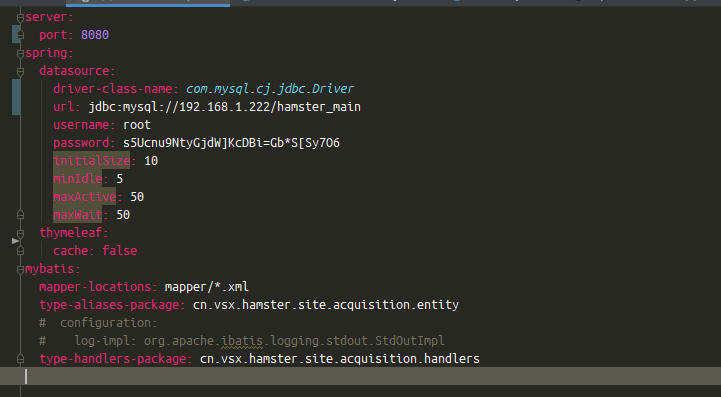 server:
port: 8080
spring:
datasource:
driver-class-name: com.mysql.cj.jdbc.Driver
url: jdbc:mysql://192.168.1.222/hamster_main
username: root
password: s5Ucnu9NtyGjdW]KcDBi=Gb*S[Sy7O6
initialSize: 10
minIdle: 5
maxActive: 50
maxWait: 50
thymeleaf:
cache: false
mybatis:
mapper-locations: mapper/*.xml
type-aliases-package: cn.vsx.hamster.site.acquisition.entity
# configuration:
# log-impl: org.apache.ibatis.logging.stdout.StdOutImpl
type-handlers-package: cn.vsx.hamster.site.acquisition.handlers